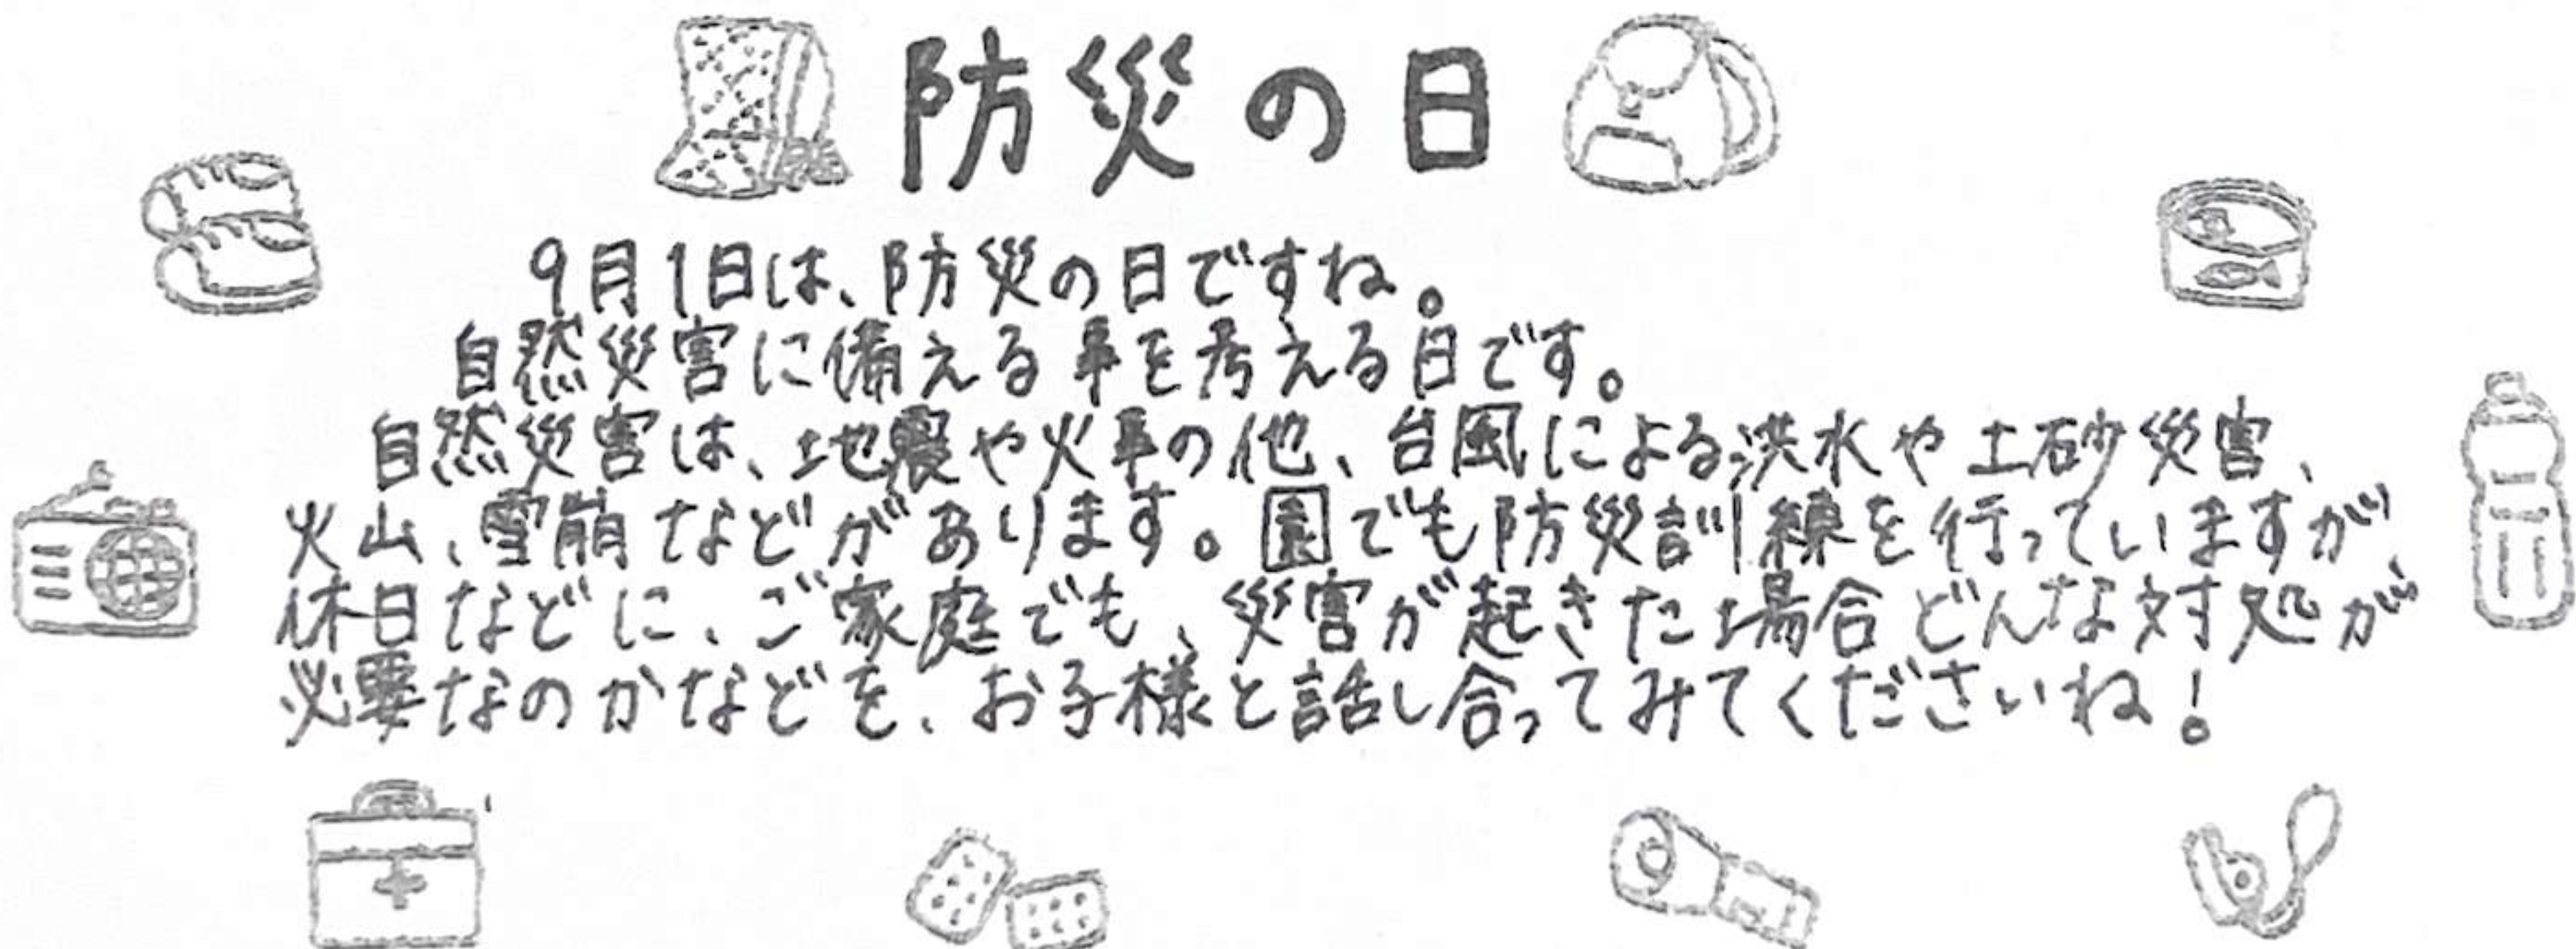 防災の日
9月1日は、防災の日ですね。
自然災害に備える事を考える日です。
自然災害は、地震や火事の他、台風による洪水や土砂災害、
火山、雪崩などがあります。園でも防災訓練を行っていますが、
休日などに、ご家庭でも、災害が起きた場合どんな対処が
必要なのかなどを、お子様と話し合ってみてくださいね!